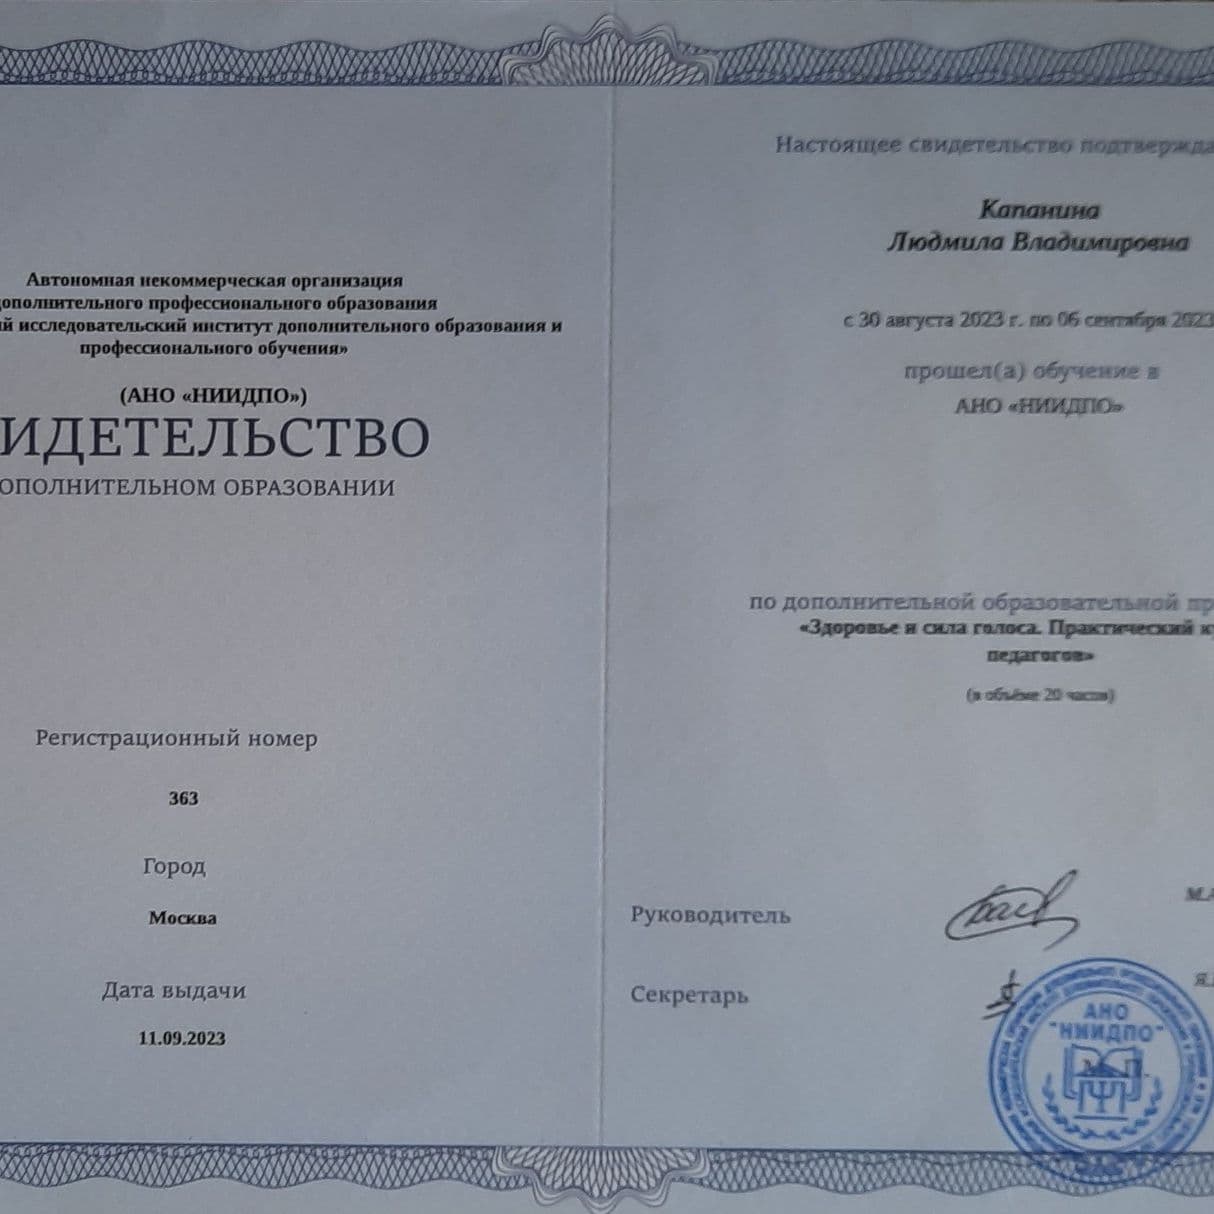 Автономная некоммерческая организация
ополнительного профессионального образования
й исследовательский институт дополнительного образования и
профессионального обучения»
(АНО «НИИДПО»)
ИДЕТЕЛЬСТВО
ОПОЛНИТЕЛЬНОМ ОБРАЗОВАНИИ
Регистрационный номер
363
Город
Москва
Дата выдачи
11.09.2023
Настоящее свидетельство подтвержда
Капанина
Людмила Владимировна
с 30 августа 2023 г. по 06 сентября 2023
прошел(а) обучение в
АНО «НИИДПО»
по дополнительной образовательной пр
«Здоровье и сила голоса. Практический ку
педагогов»
(в объёме 20 часов)
Руководитель
М.А
Секретарь
Я.
АНО
"НИИДПО"
М.П.